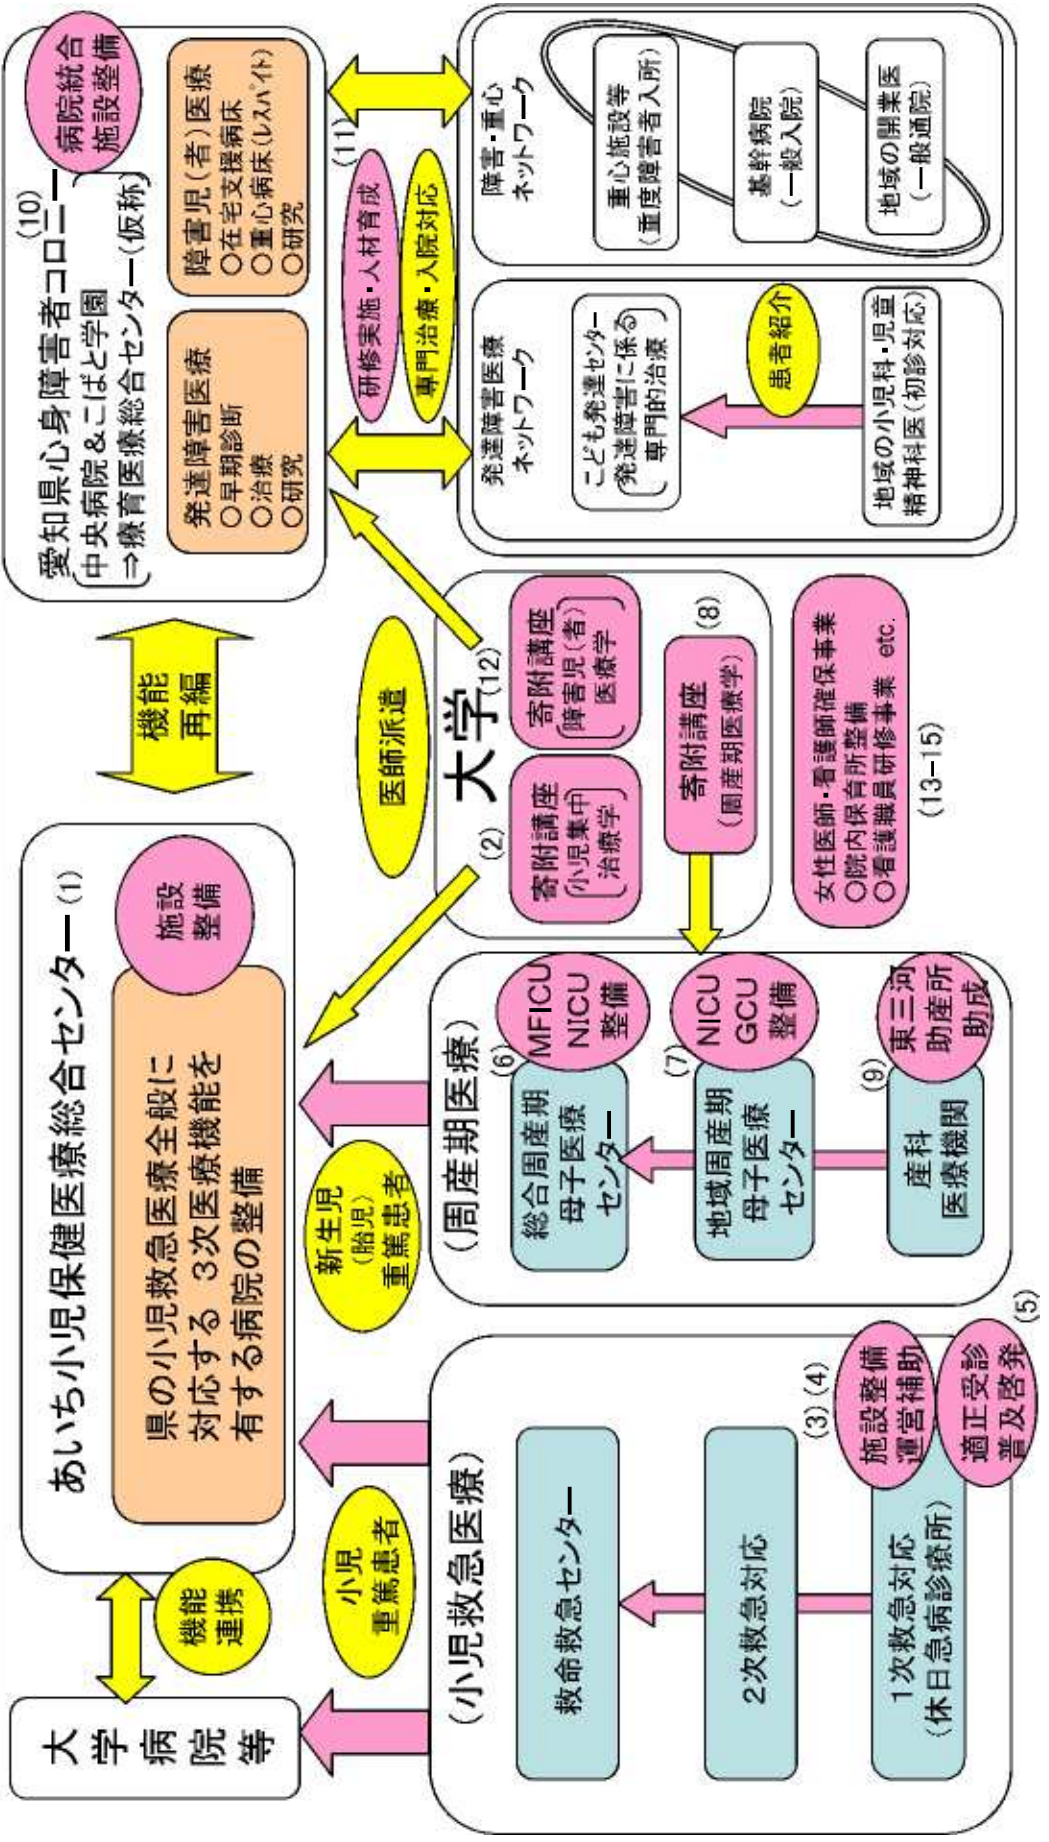 大学病院等
機能
連携
あいち小児保健医療総合センター(1)
県の小児救急医療全般に
対応する 3次医療機能を
有する病院の整備
施設
整備
機能
再編
愛知県心身障害者コロニー
(10)
中央病院&こばと学園
⇒療育医療総合センター(仮称)
病院統合
施設整備
発達障害医療
○早期診断
○治療
○研究
障害児(者)医療
○在宅支援病床
○重心病床(レスパイト)
○研究
小児
重篤患者
新生児
(胎児)
重篤患者
医師派遣
(11)
研修実施・人材育成
専門治療・入院対応
(小児救急医療)
救命救急センター
2次救急対応
1次救急対応
(休日急病診療所)
(3)(4)
施設整備
運営補助
適正受診
普及啓発
(5)
(周産期医療)
総合周産期
母子医療
センター
(6)
MFICU
NICU
整備
地域周産期
母子医療
センター
(7)
NICU
GCU
整備
産科
医療機関
(9)
東三河
助産所
助成
大学
(2)
(12)
寄附講座
小児集中
治療学
寄附講座
障害児(者)
医療学
寄附講座
(周産期医療学)
(8)
女性医師・看護師確保事業
○院内保育所整備
○看護職員研修事業 etc.
(13-15)
発達障害医療
ネットワーク
こども発達センター
発達障害に係る
専門的治療
患者紹介
地域の小児科・児童
精神科医(初診対応)
障害・重心
ネットワーク
重心施設等
(重度障害者入所)
基幹病院
(一般入院)
地域の開業医
(一般通院)